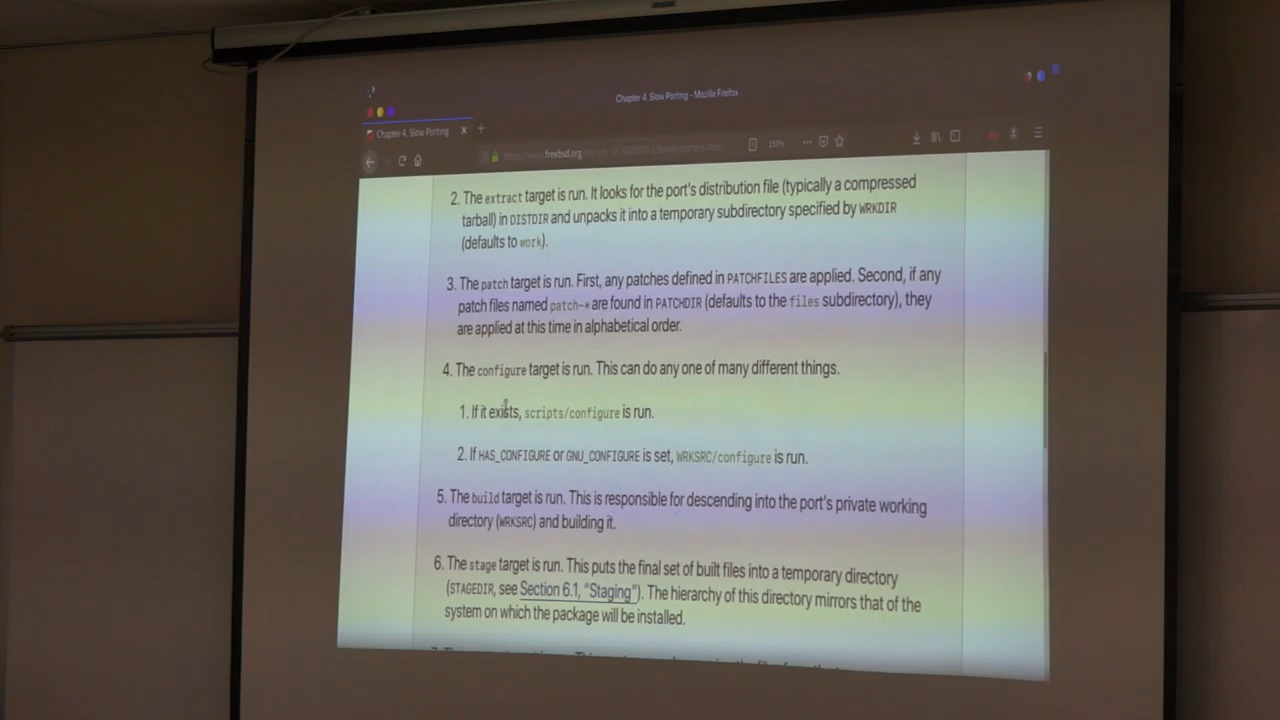 Chapter 4. Slow Porting - Mozilla Firefox
Chapter 4. Slow Porting
freebsd.org
150%
2. The extract target is run. It looks for the port's distribution file (typically a compressed
tarball) in DISTDIR and unpacks it into a temporary subdirectory specified by WRKDIR
(defaults to work).
3. The patch target is run. First, any patches defined in PATCHFILES are applied. Second, if any
patch files named patch-* are found in PATCHDIR (defaults to the files subdirectory), they
are applied at this time in alphabetical order.
4. The configure target is run. This can do any one of many different things.
1. If it exists, scripts/configure is run.
2. If HAS_CONFIGURE or GNU_CONFIGURE is set, WRKSRC/configure is run.
5. The build target is run. This is responsible for descending into the port's private working
directory (WRKSRC) and building it.
6. The stage target is run. This puts the final set of built files into a temporary directory
(STAGEDIR, see Section 6.1, “Staging”). The hierarchy of this directory mirrors that of the
system on which the package will be installed.